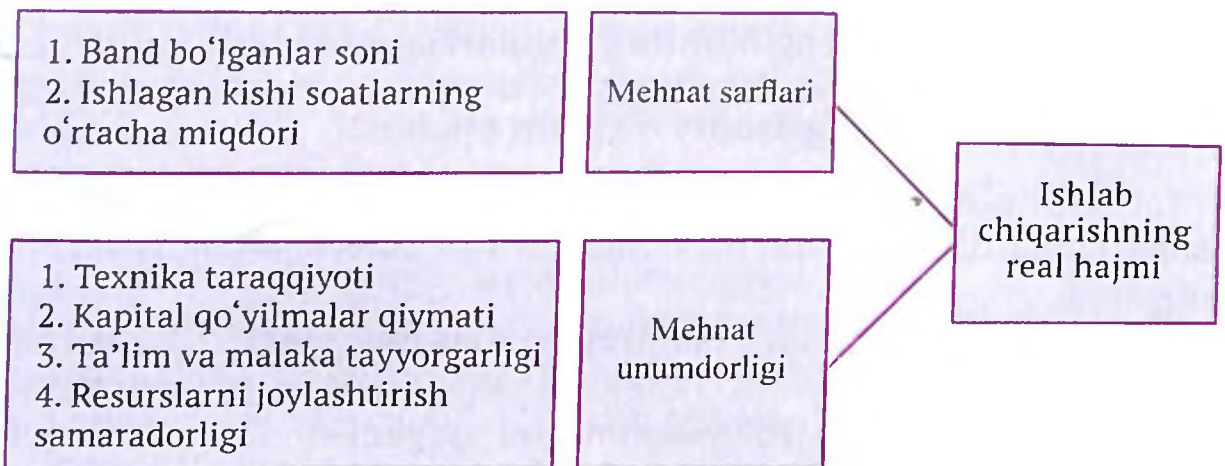 1. Band bo‘lganlar soni
2. Ishlagan kishi soatlarning
o‘rtacha miqdori
Mehnat sarflari
Ishlab
chiqarishning
real hajmi
1. Texnika taraqqiyoti
2. Kapital qo‘yilmalar qiymati
3. Ta’lim va malaka tayyorgarligi
4. Resurslarni joylashtirish
samaradorligi
Mehnat
unumdorligi